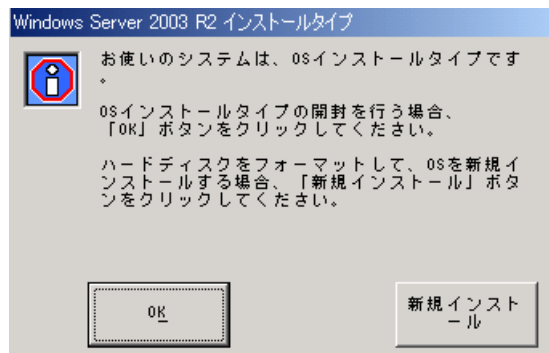 Windows Server 2003 R2 インストールタイプ
お使いのシステムは、OSインストールタイプです
。
OSインストールタイプの開封を行う場合、
「OK」ボタンをクリックしてください。
ハードディスクをフォーマットして、OSを新規イ
ンストールする場合、「新規インストール」ボタ
ンをクリックしてください。
OK
新規インスト
ール